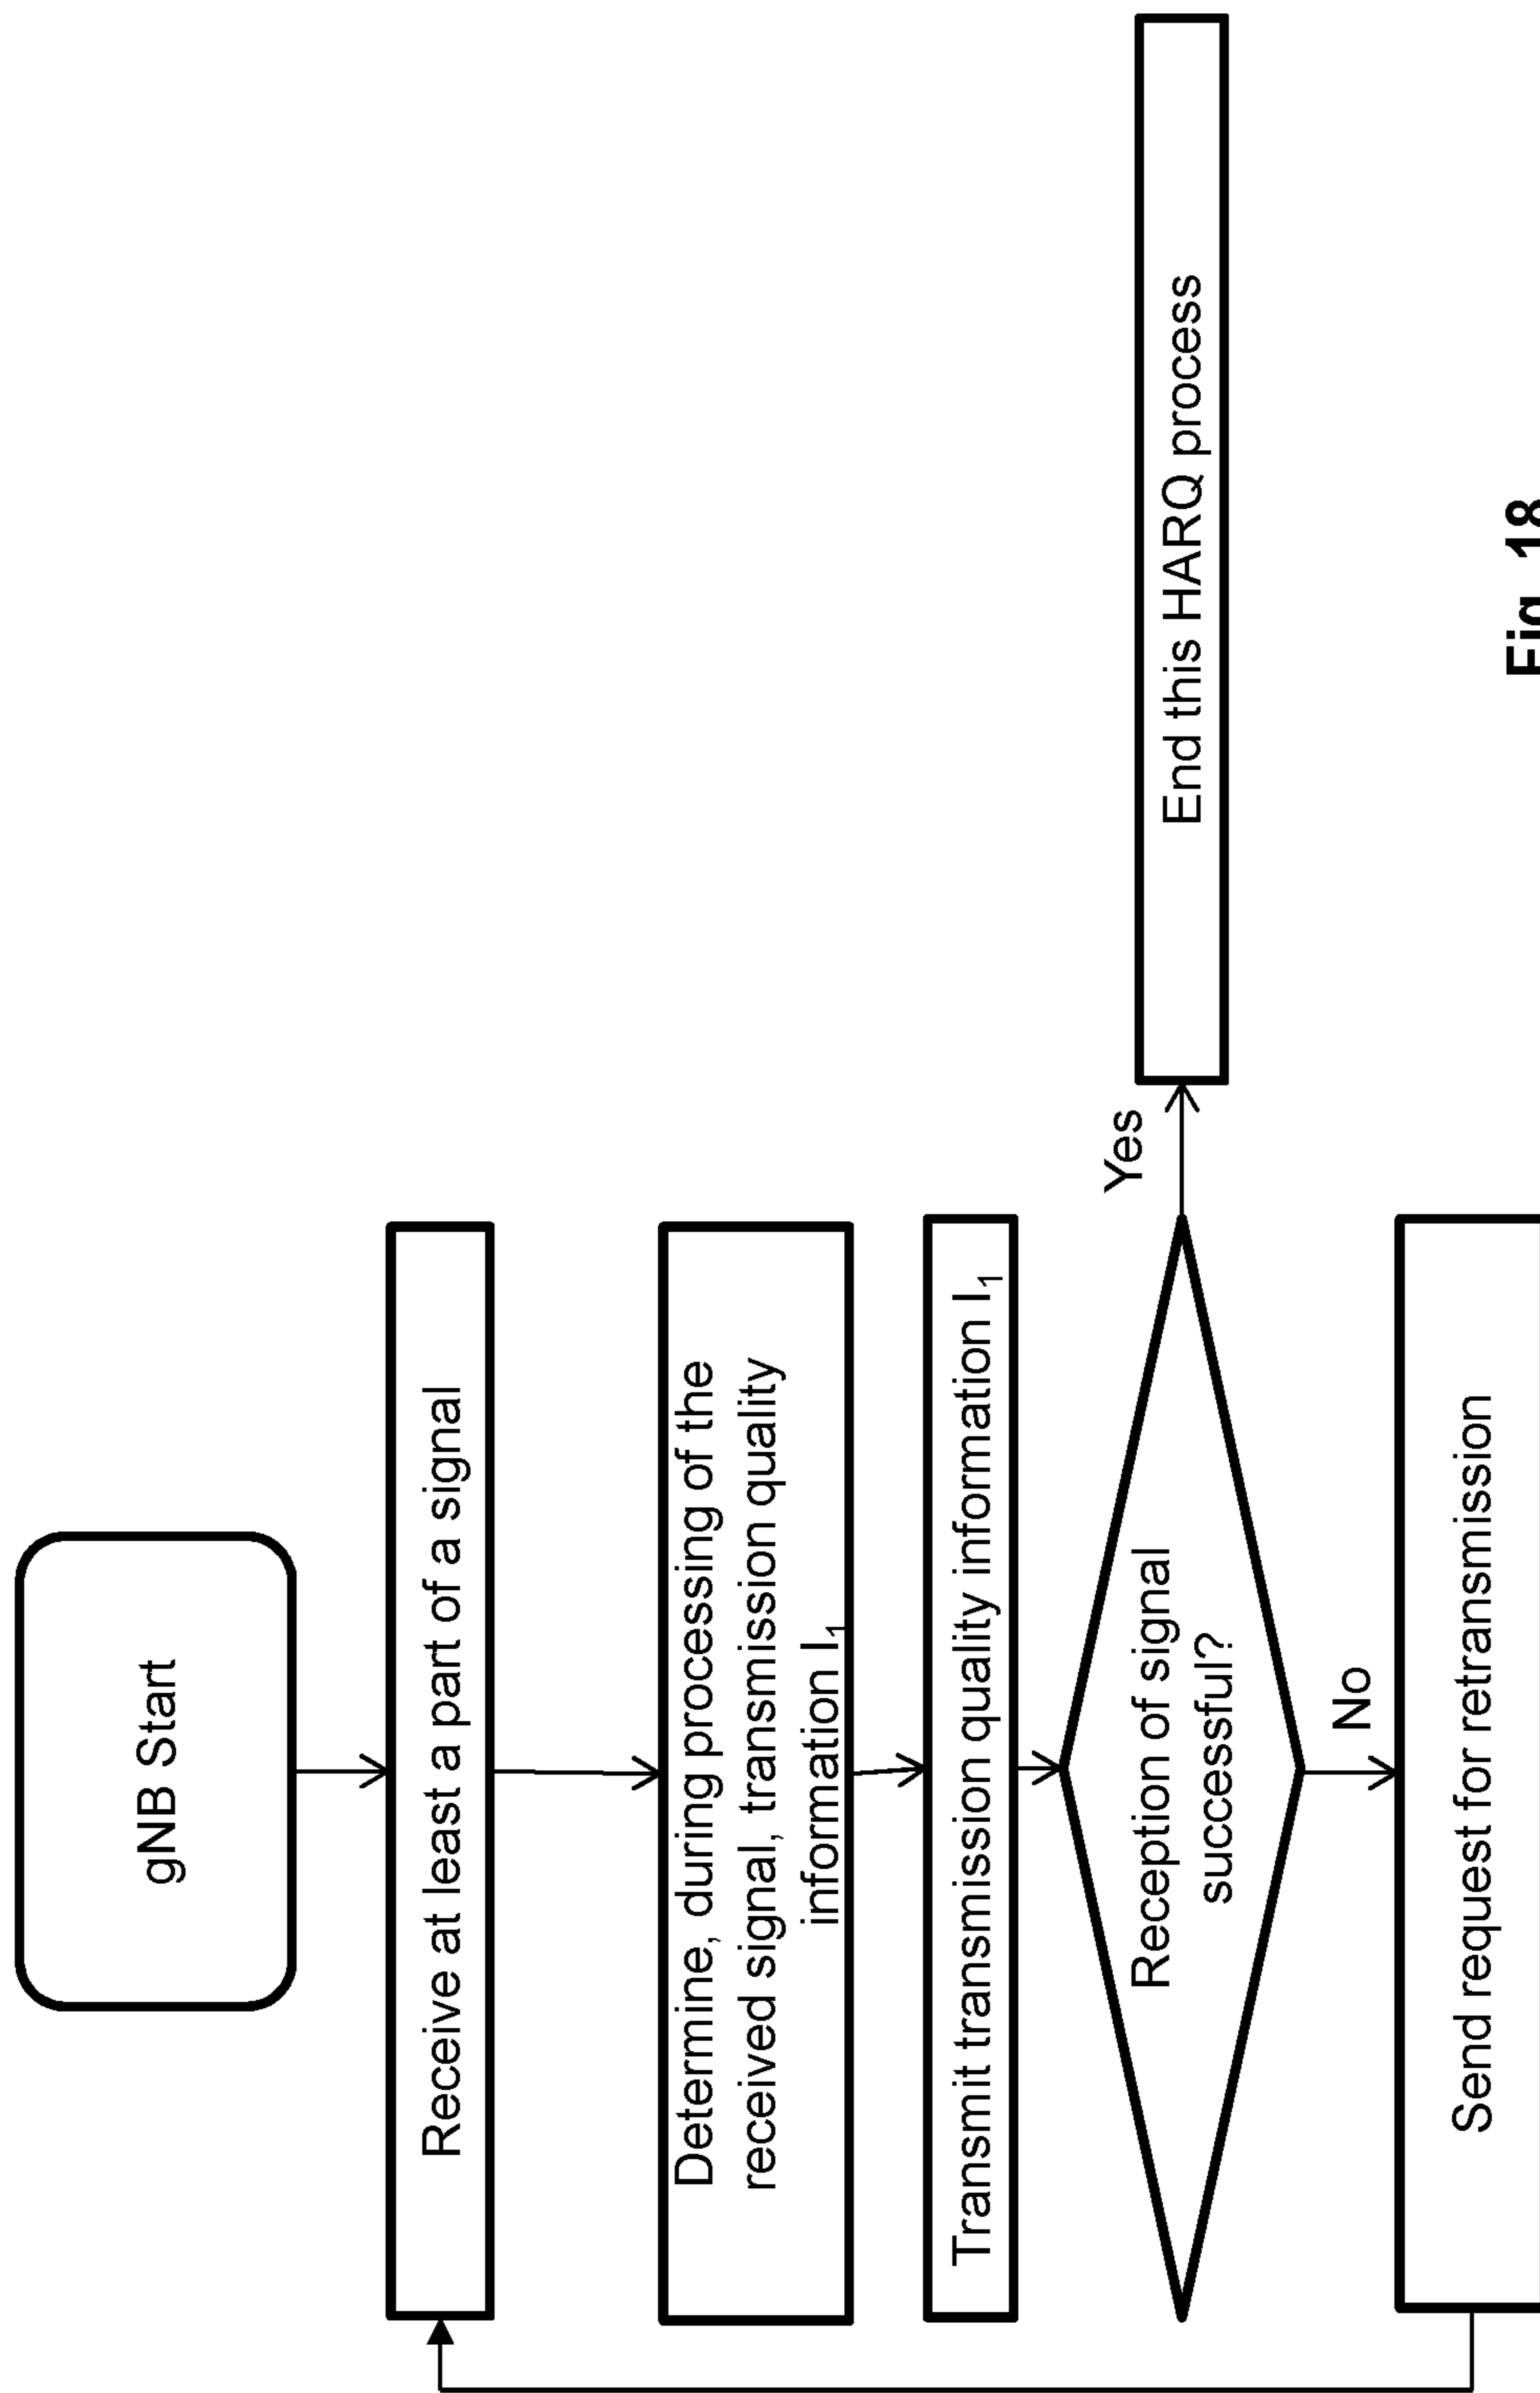 gNB Start
Receive at least a part of a signal
Determine, during processing of the
received signal, transmission quality
information I₁
Transmit transmission quality information I₁
Reception of signal
successful?
Yes
End this HARQ process
No
Send request for retransmission
Fig. 18